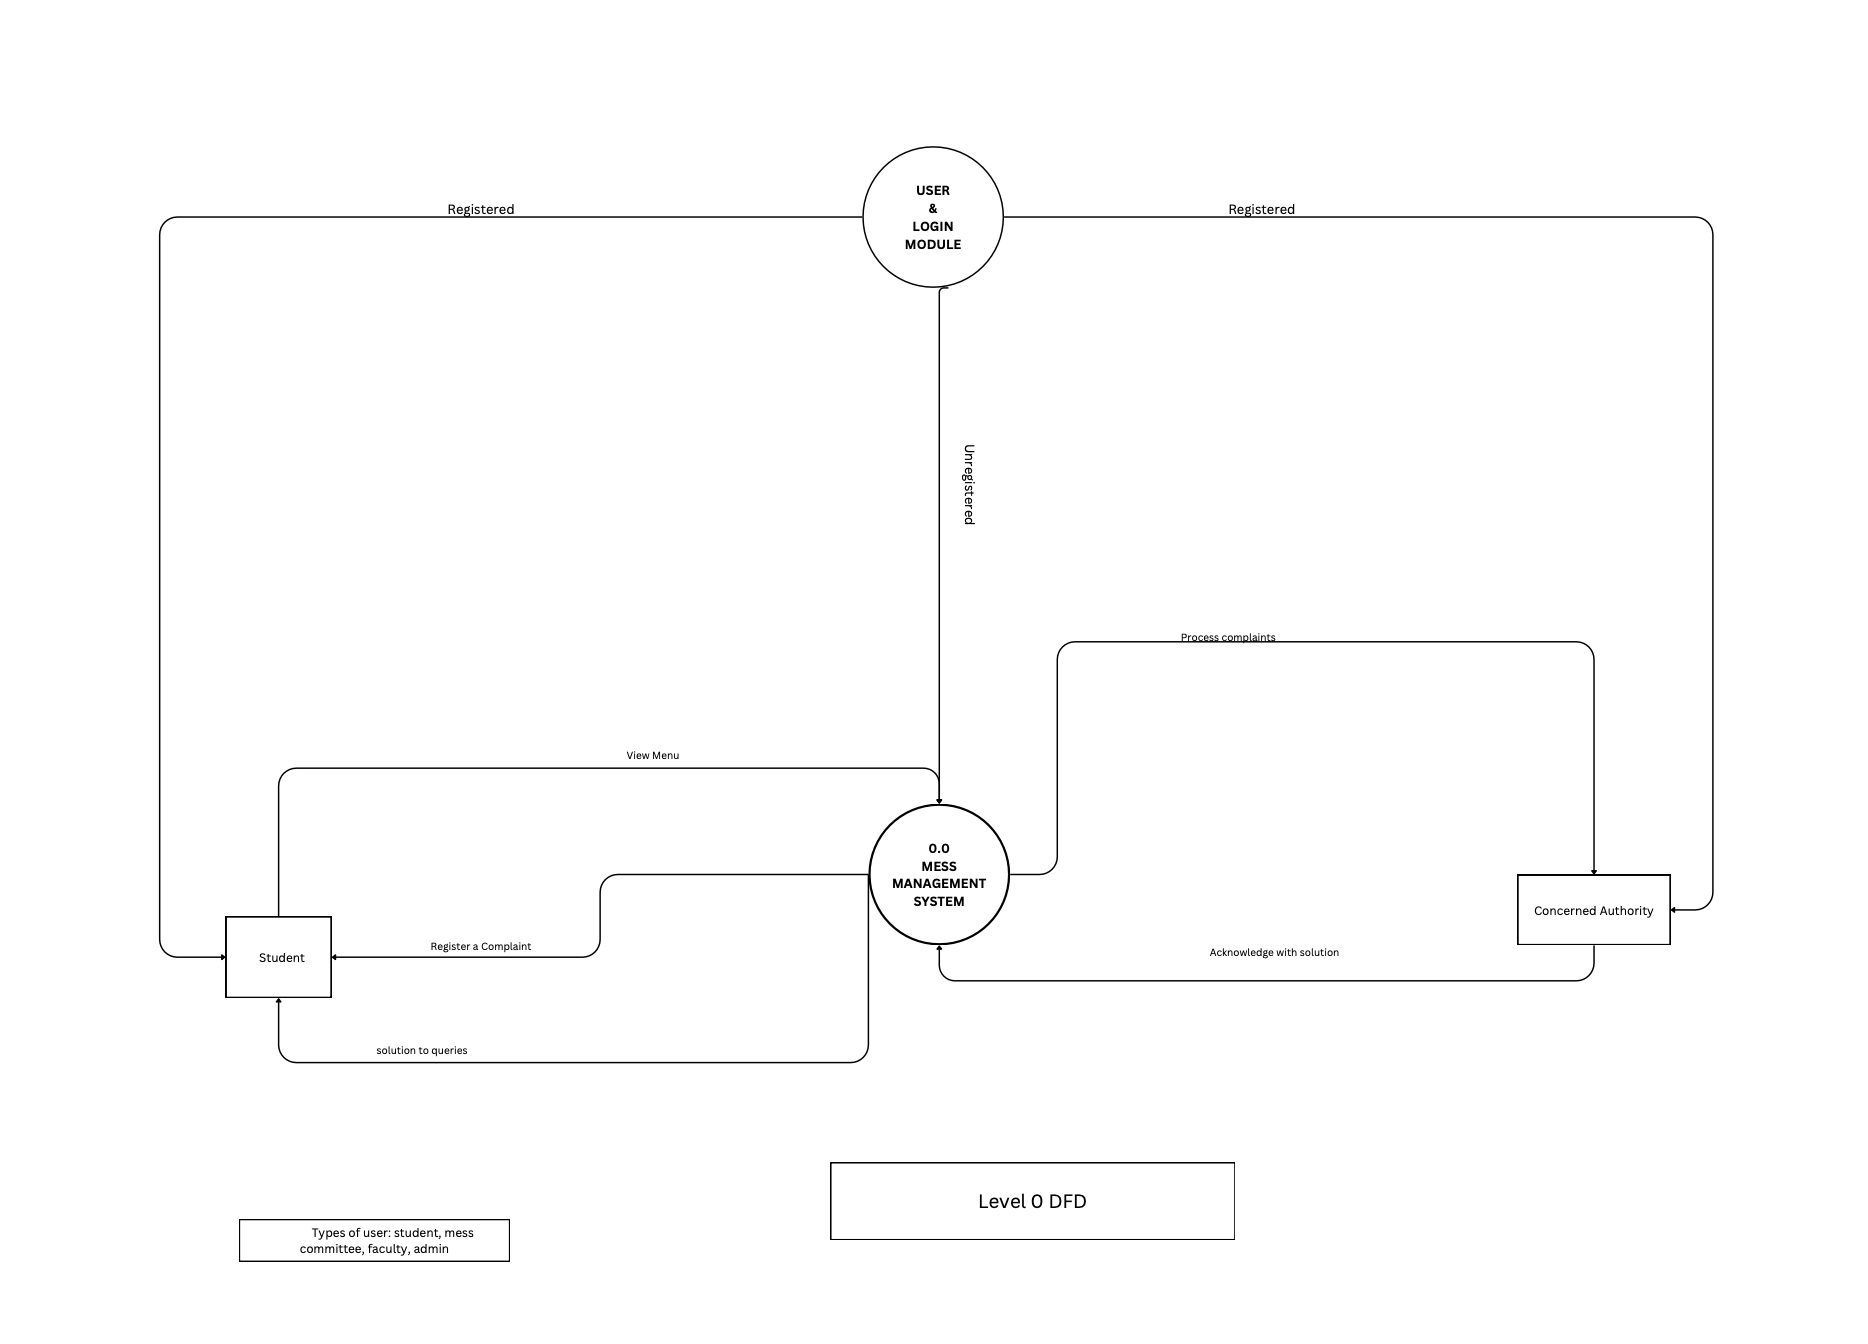 USER
&
LOGIN
MODULE
Registered
Registered
Unregistered
Process complaints
View Menu
0.0
MESS
MANAGEMENT
SYSTEM
Concerned Authority
Register a Complaint
Student
Acknowledge with solution
solution to queries
Level 0 DFD
Types of user: student, mess
committee, faculty, admin